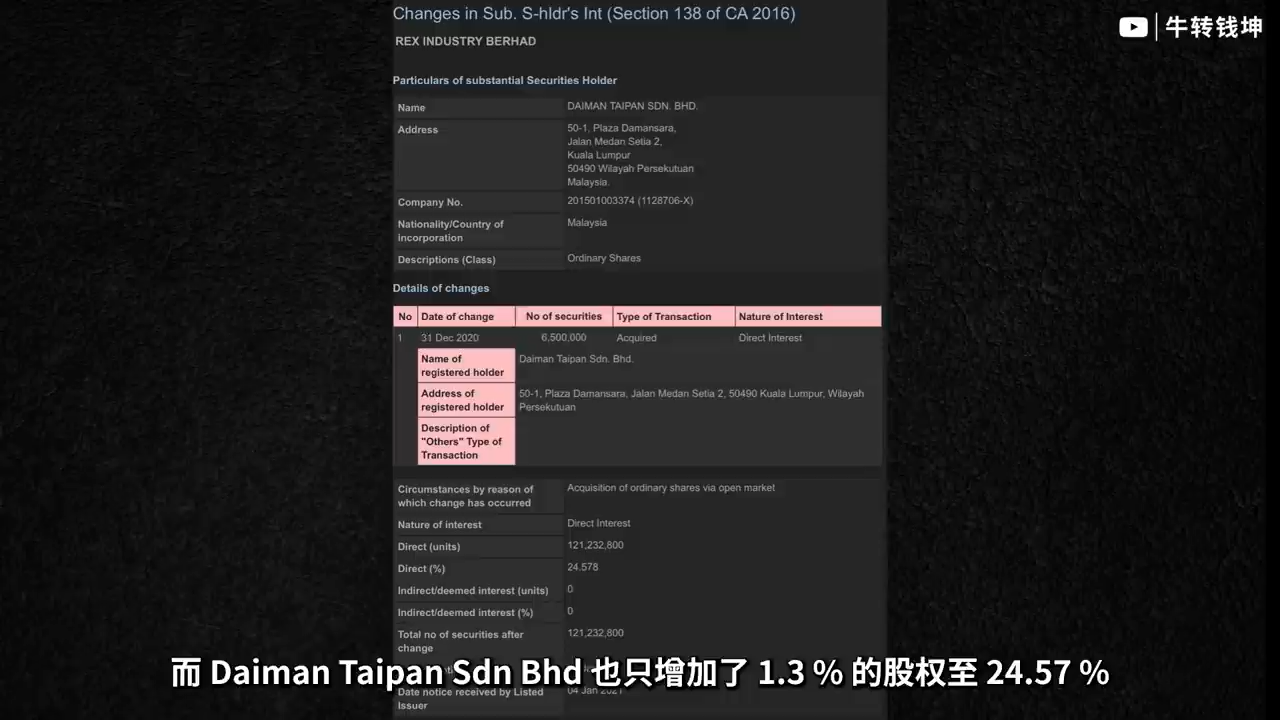 Changes in Sub. S-hldr's Int (Section 138 of CA 2016)
牛转钱坤
REX INDUSTRY BERHAD
Particulars of substantial Securities Holder
Name DAIMAN TAIPAN SDN. BHD.
Address 50-1, Plaza Damansara,
Jalan Medan Setia 2,
Kuala Lumpur
50490 Wilayah Persekutuan
Malaysia.
Company No. 201501003374 (1128706-X)
Nationality/Country of Malaysia
incorporation
Descriptions (Class) Ordinary Shares
Details of changes
No Date of change No of securities Type of Transaction Nature of Interest
1 31 Dec 2020 6,500,000 Acquired Direct Interest
Name of Daiman Taipan Sdn. Bhd.
registered holder
Address of 50-1, Plaza Damansara, Jalan Medan Setia 2, 50490 Kuala Lumpur, Wilayah
registered holder Persekutuan
Description of
"Others" Type of
Transaction
Circumstances by reason of Acquisition of ordinary shares via open market
which change has occurred
Nature of interest Direct Interest
Direct (units) 121,232,800
Direct (%) 24.578
Indirect/deemed interest (units) 0
Indirect/deemed interest (%) 0
Total no of securities after 121,232,800
change
而 Daiman Taipan Sdn Bhd 也只增加了 1.3 % 的股权至 24.57 %
Date notice received by Listed 04 Jan 2021
Issuer